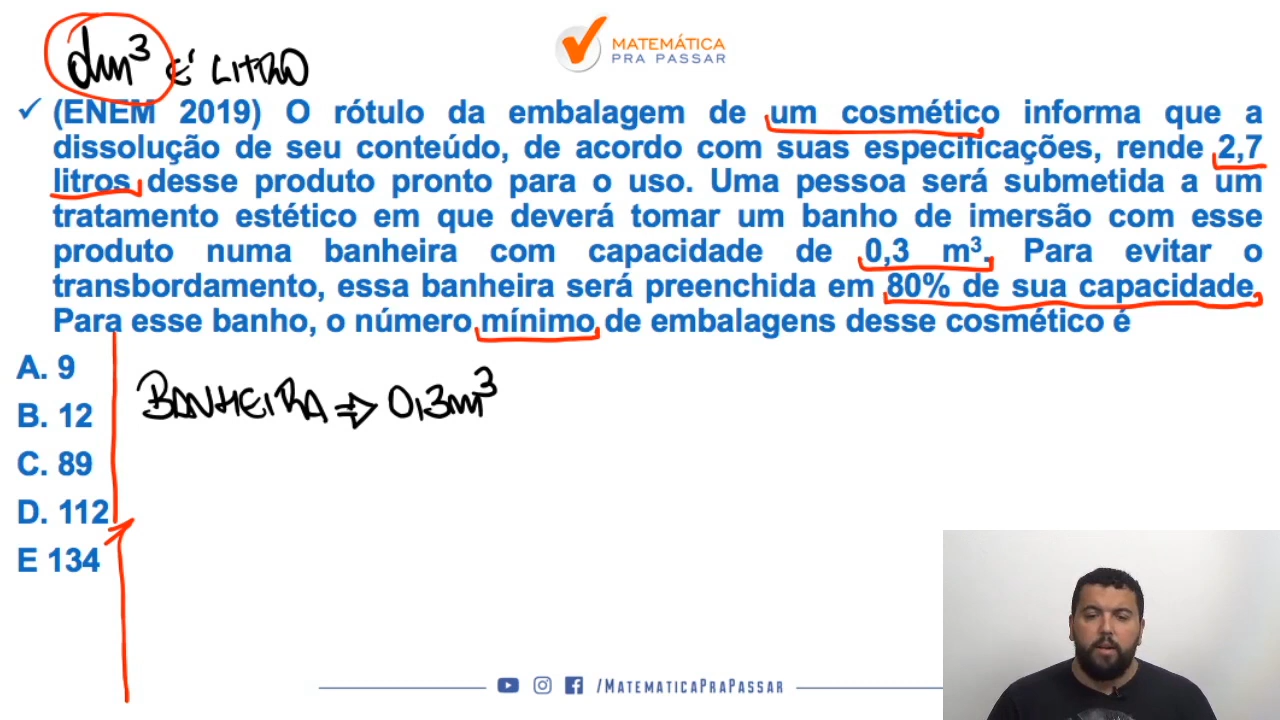 dm³ É LITRO
MATEMÁTICA
PRA PASSAR
✓ (ENEM 2019) O rótulo da embalagem de um cosmético informa que a
dissolução de seu conteúdo, de acordo com suas especificações, rende 2,7
litros desse produto pronto para o uso. Uma pessoa será submetida a um
tratamento estético em que deverá tomar um banho de imersão com esse
produto numa banheira com capacidade de 0,3 m³. Para evitar o
transbordamento, essa banheira será preenchida em 80% de sua capacidade.
Para esse banho, o número mínimo de embalagens desse cosmético é
A. 9
B. 12
C. 89
D. 112
E 134
BANHEIRA ⇒ 0,3m³
/MATEMATICAPRAPASSAR